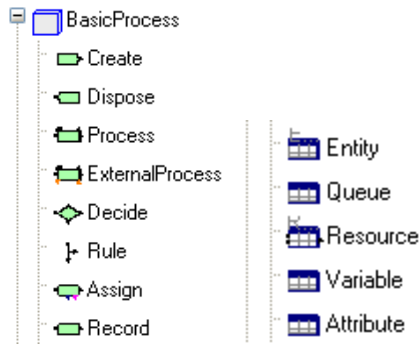 BasicProcess
Create
Dispose
Process
ExternalProcess
Decide
Rule
Assign
Record
Entity
Queue
Resource
Variable
Attribute